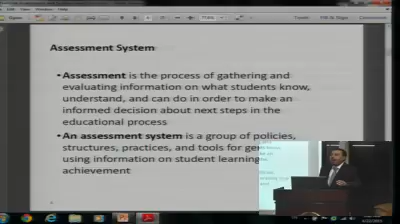 Assessment System
•Assessment is the process of gathering and
evaluating information on what students know,
understand, and can do in order to make an
informed decision about next steps in the
educational process
•An assessment system is a group of policies,
structures, practices, and tools for
using information on student learning
achievement